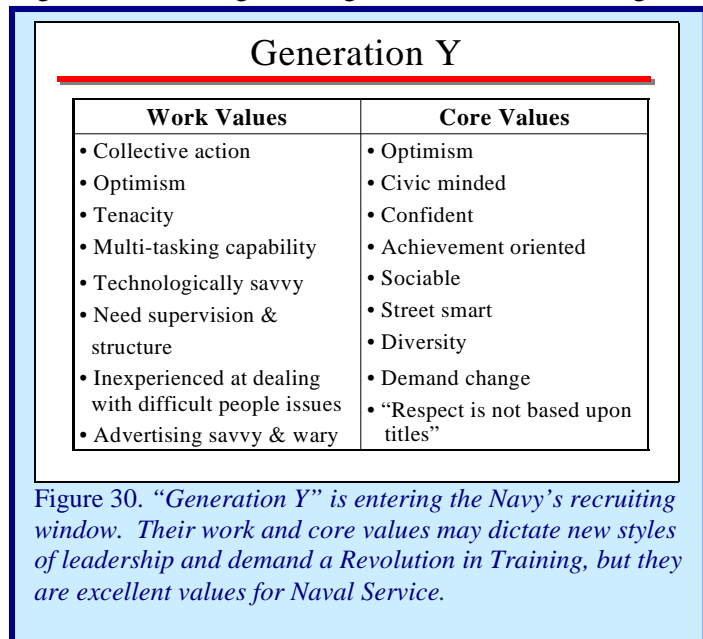 Generation Y
Work Values
• Collective action
• Optimism
• Tenacity
• Multi-tasking capability
• Technologically savvy
• Need supervision &
structure
• Inexperienced at dealing
with difficult people issues
• Advertising savvy & wary
Core Values
• Optimism
• Civic minded
• Confident
• Achievement oriented
• Sociable
• Street smart
• Diversity
• Demand change
• “Respect is not based upon
titles”
Figure 30. “Generation Y” is entering the Navy’s recruiting
window. Their work and core values may dictate new styles
of leadership and demand a Revolution in Training, but they
are excellent values for Naval Service.